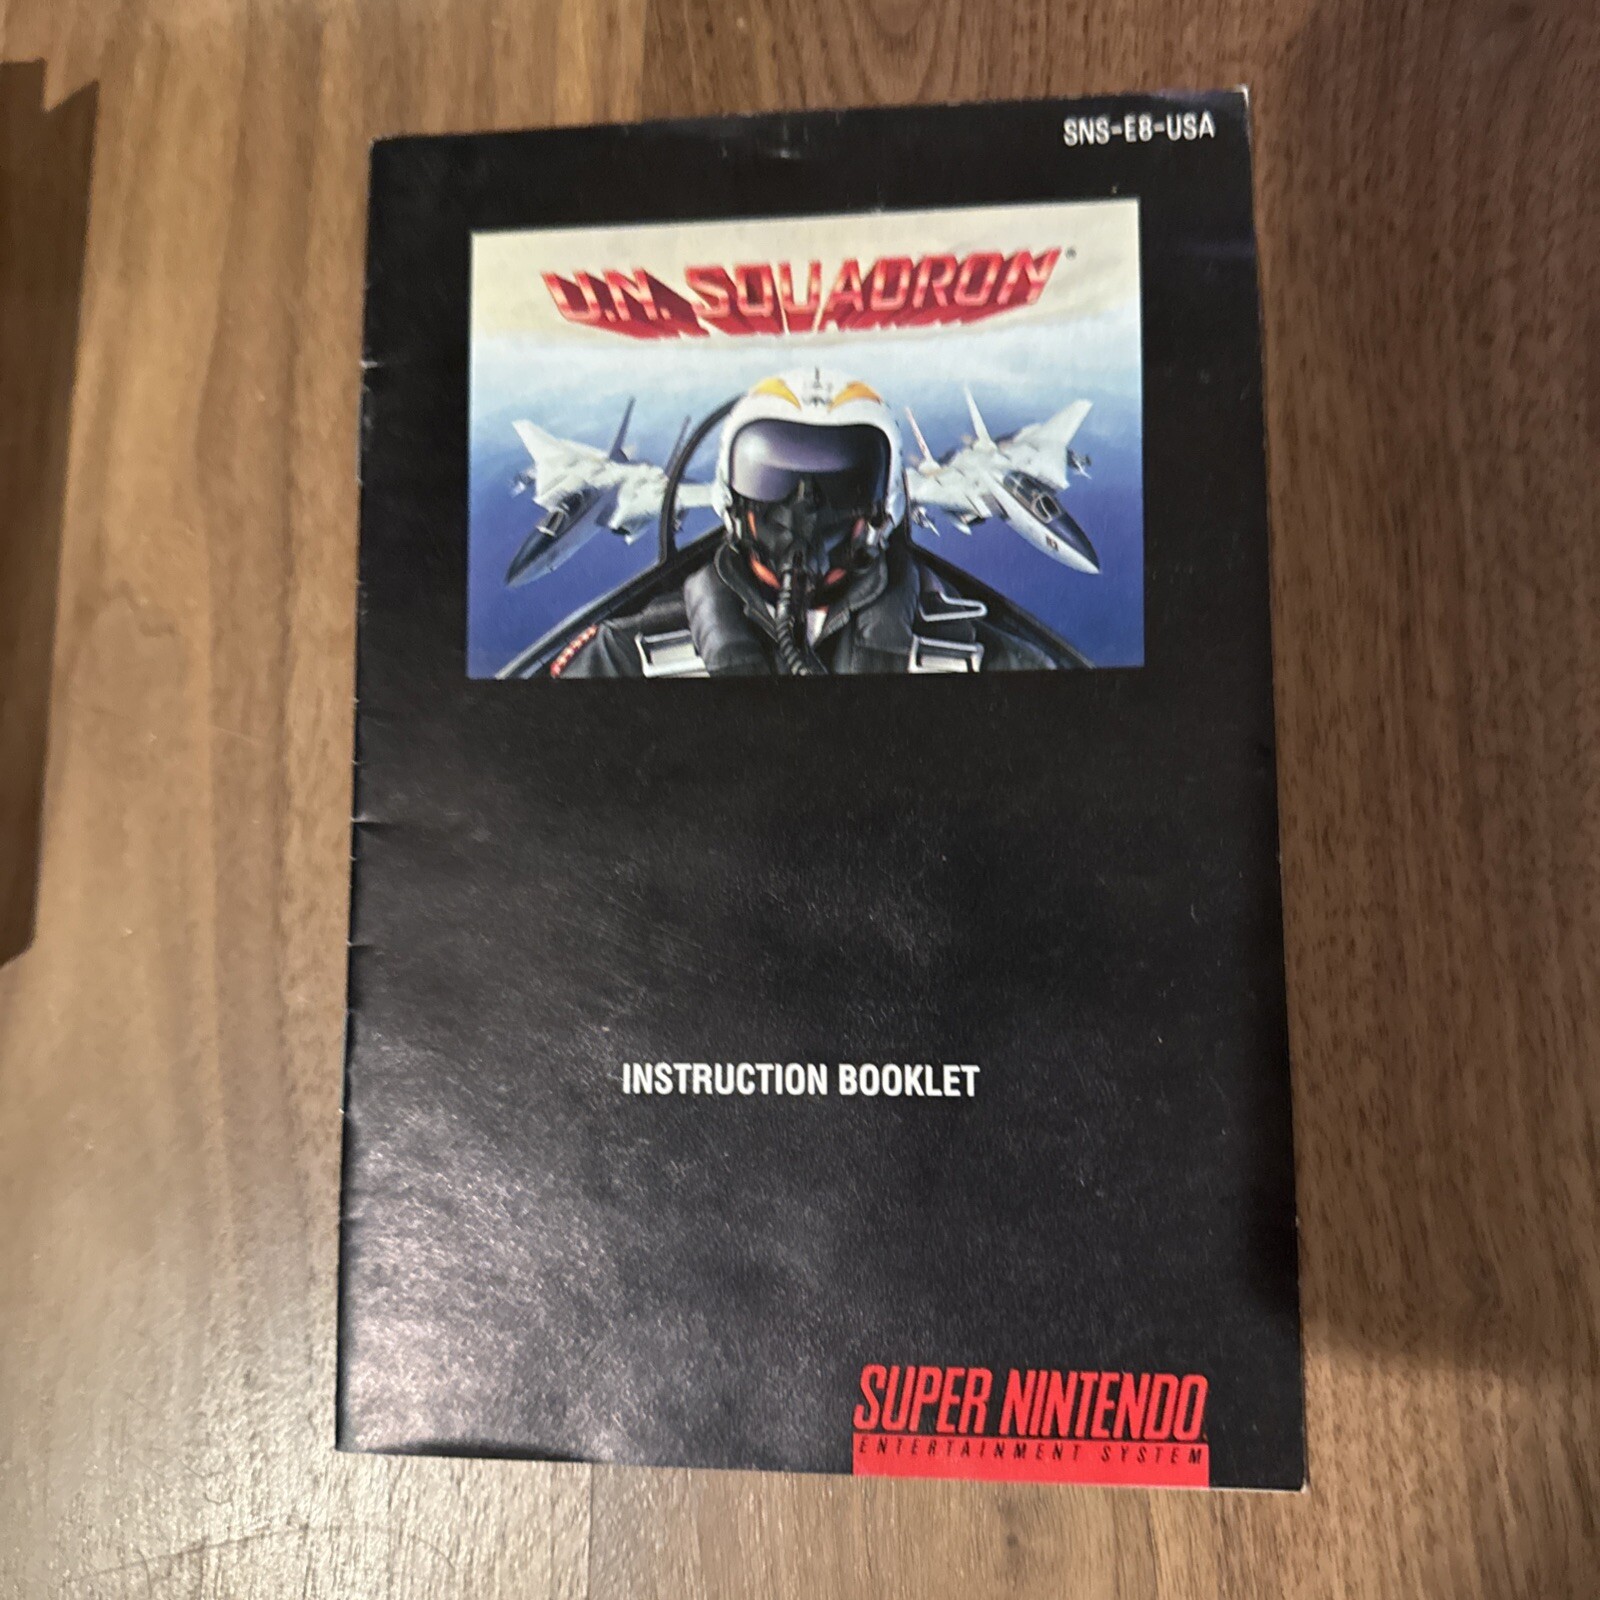 SNS-E8-USA
U.N. SQUADRON®
INSTRUCTION BOOKLET
SUPER NINTENDO
ENTERTAINMENT SYSTEM